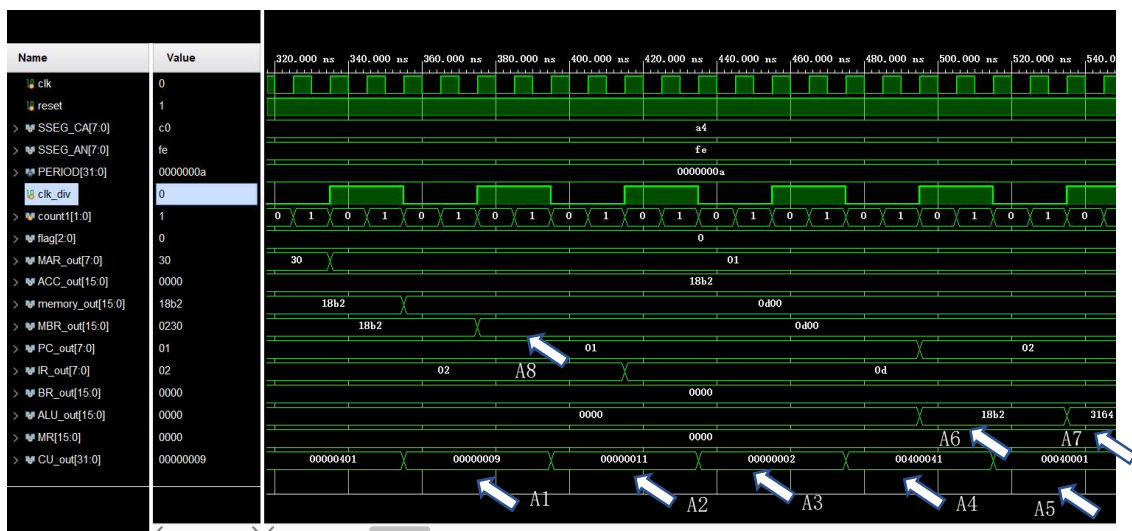 Name Value
320.000 ns 340.000 ns 360.000 ns 380.000 ns 400.000 ns 420.000 ns 440.000 ns 460.000 ns 480.000 ns 500.000 ns 520.000 ns 540.0
clk 0
reset 1
SSEG_CA[7:0] c0 a4
SSEG_AN[7:0] fe fe
PERIOD[31:0] 0000000a 0000000a
clk_div 0
count1[1:0] 1 0 1 0 1 0 1 0 1 0 1 0 1 0 1 0 1 0 1 0 1 0 1 0
flag[2:0] 0 0
MAR_out[7:0] 30 30 01
ACC_out[15:0] 0000 18b2
memory_out[15:0] 18b2 18b2 0d00
MBR_out[15:0] 0230 18b2 0d00
PC_out[7:0] 01 01 02
IR_out[7:0] 02 02 A8 0d
BR_out[15:0] 0000 0000
ALU_out[15:0] 0000 0000 18b2 3164
MR[15:0] 0000 0000 A6 A7
CU_out[31:0] 00000009 00000401 00000009 00000011 00000002 00400041 00040001
A1 A2 A3 A4 A5